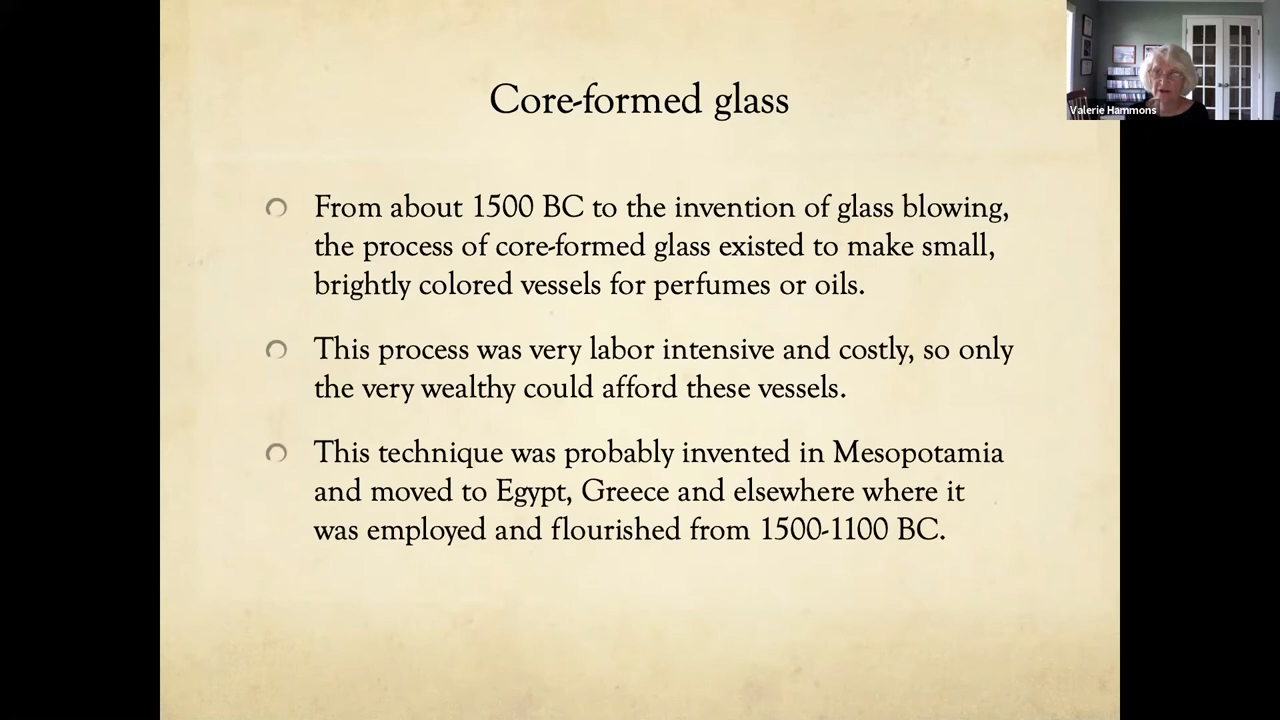 Core-formed glass
Valerie Hammons
From about 1500 BC to the invention of glass blowing,
the process of core-formed glass existed to make small,
brightly colored vessels for perfumes or oils.
This process was very labor intensive and costly, so only
the very wealthy could afford these vessels.
This technique was probably invented in Mesopotamia
and moved to Egypt, Greece and elsewhere where it
was employed and flourished from 1500-1100 BC.